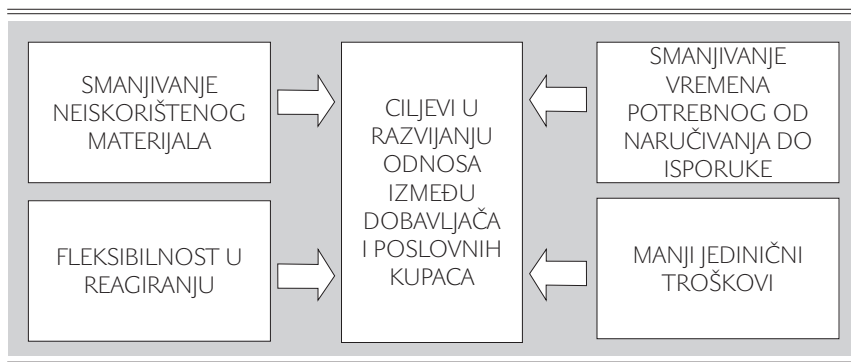 SMANJIVANJE
NEISKORIŠTENOG
MATERIJALA
FLEKSIBILNOST U
REAGIRANJU
CILJEVI U
RAZVIJANJU
ODNOSA
IZMEĐU
DOBAVLJAČA
I POSLOVNIH
KUPACA
SMANJIVANJE
VREMENA
POTREBNOG OD
NARUČIVANJA DO
ISPORUKE
MANJI JEDINIČNI
TROŠKOVI